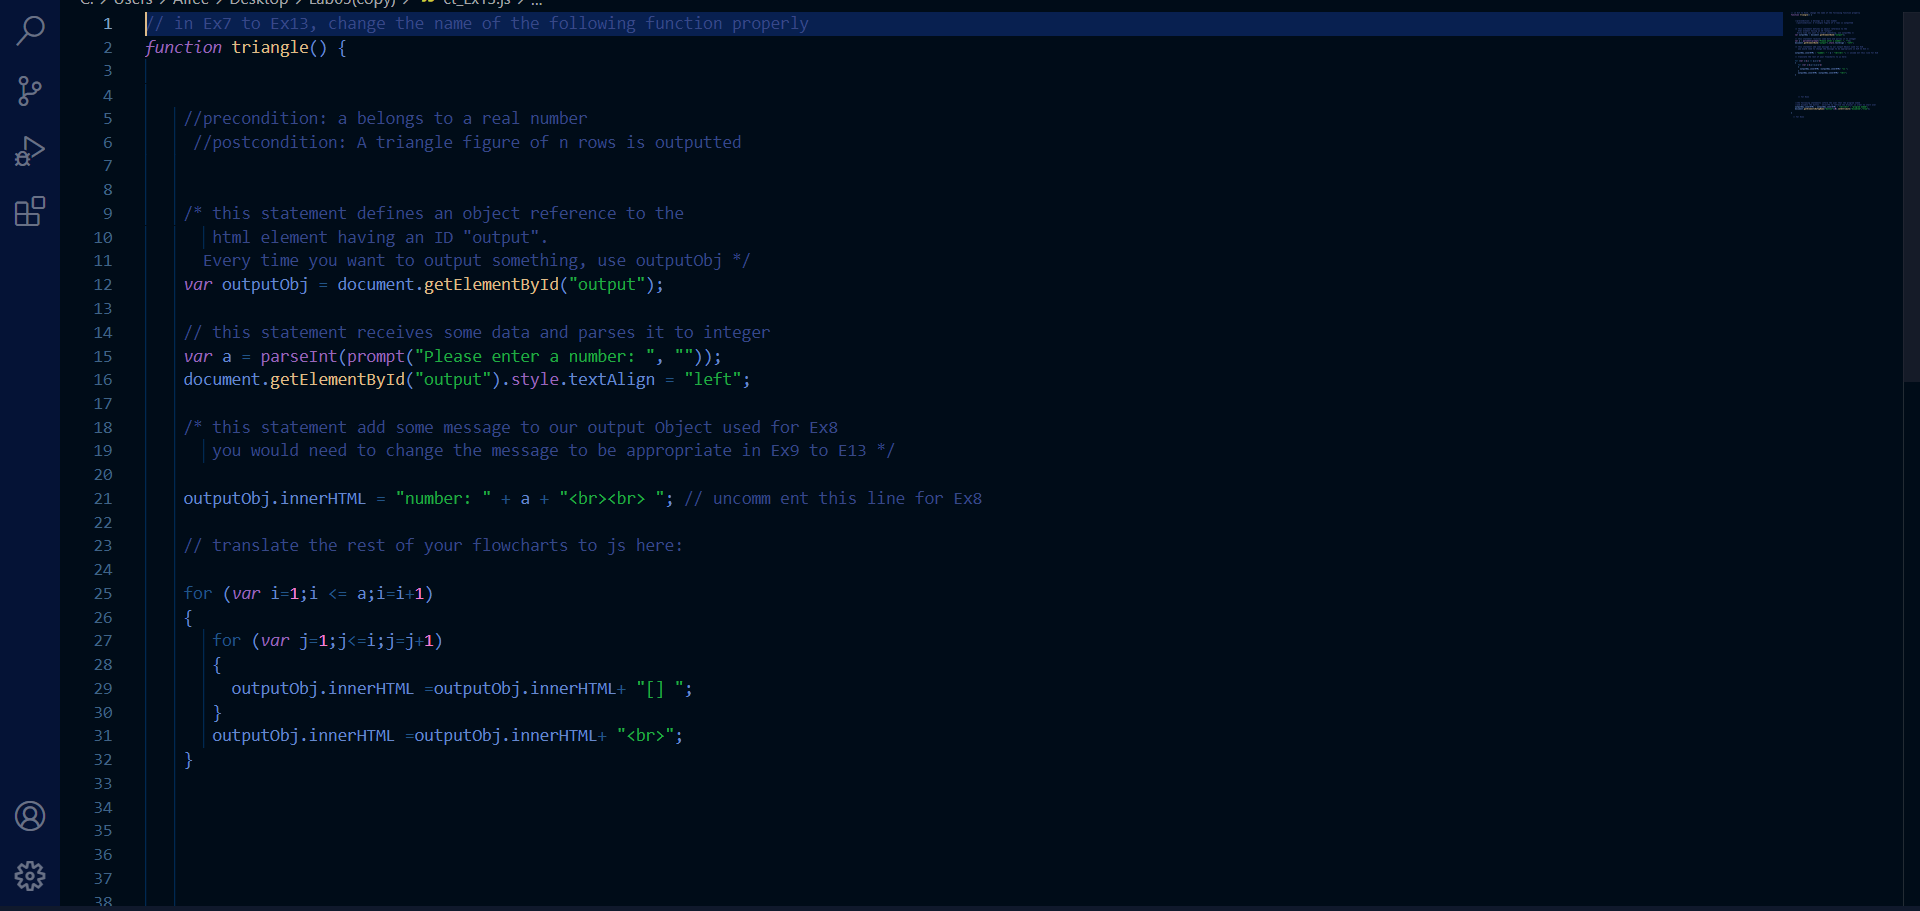 C: > Users > Afree > Desktop > Lab05(copy) > ct_Ex13.js > ...
1 // in Ex7 to Ex13, change the name of the following function properly
2 function triangle() {
3
4
5 //precondition: a belongs to a real number
6 //postcondition: A triangle figure of n rows is outputted
7
8
9 /* this statement defines an object reference to the
10 html element having an ID "output".
11 Every time you want to output something, use outputObj */
12 var outputObj = document.getElementById("output");
13
14 // this statement receives some data and parses it to integer
15 var a = parseInt(prompt("Please enter a number: ", ""));
16 document.getElementById("output").style.textAlign = "left";
17
18 /* this statement add some message to our output Object used for Ex8
19 you would need to change the message to be appropriate in Ex9 to E13 */
20
21 outputObj.innerHTML = "number: " + a + "<br><br> "; // uncomm ent this line for Ex8
22
23 // translate the rest of your flowcharts to js here:
24
25 for (var i=1;i <= a;i=i+1)
26 {
27 for (var j=1;j<=i;j=j+1)
28 {
29 outputObj.innerHTML =outputObj.innerHTML+ "[] ";
30 }
31 outputObj.innerHTML =outputObj.innerHTML+ "<br>";
32 }
33
34
35
36
37
38